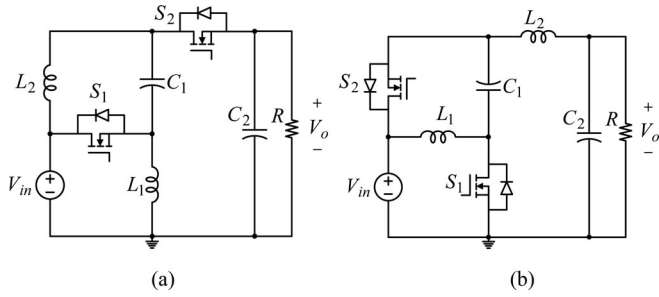 S2
L2
S1
C1
C2
R
+
Vo
−
Vin
+
−
L1
(a)
L2
S2
C1
L1
C2
R
+
Vo
−
Vin
+
−
S1
(b)